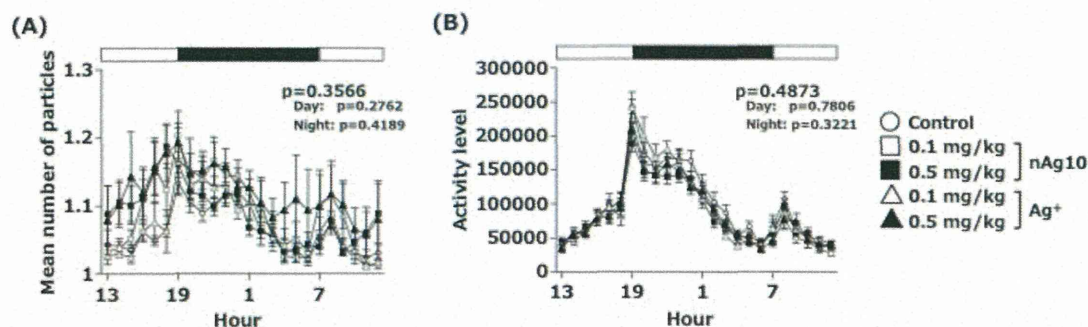 (A)
Mean number of particles
1.3
1.2
1.1
1
p=0.3566
Day: p=0.2762
Night: p=0.4189
13
19
1
7
Hour
(B)
Activity level
300000
250000
200000
150000
100000
50000
0
p=0.4873
Day: p=0.7806
Night: p=0.3221
13
19
1
7
Hour
Control
0.1 mg/kg
0.5 mg/kg
nAg10
0.1 mg/kg
0.5 mg/kg
Ag⁺